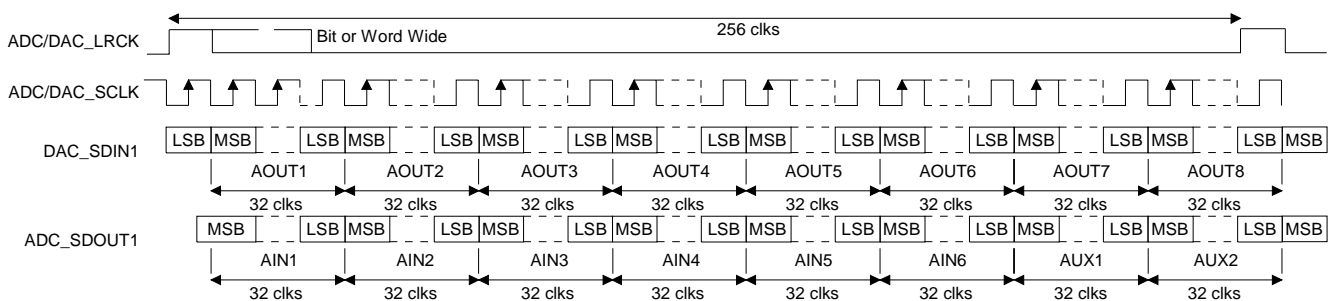 256 clks
ADC/DAC_LRCK Bit or Word Wide
ADC/DAC_SCLK
DAC_SDIN1 LSB MSB LSB MSB LSB MSB LSB MSB LSB MSB LSB MSB LSB MSB LSB MSB LSB MSB
AOUT1 AOUT2 AOUT3 AOUT4 AOUT5 AOUT6 AOUT7 AOUT8
32 clks 32 clks 32 clks 32 clks 32 clks 32 clks 32 clks 32 clks
ADC_SDOUT1 MSB LSB MSB LSB MSB LSB MSB LSB MSB LSB MSB LSB MSB LSB MSB LSB MSB
AIN1 AIN2 AIN3 AIN4 AIN5 AIN6 AUX1 AUX2
32 clks 32 clks 32 clks 32 clks 32 clks 32 clks 32 clks 32 clks